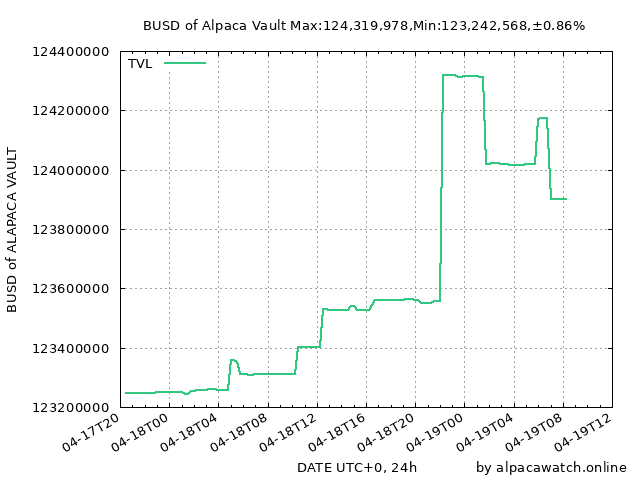 BUSD of Alpaca Vault Max:124,319,978,Min:123,242,568,±0.86%
TVL
124400000
124200000
124000000
123800000
123600000
123400000
123200000
BUSD of ALAPACA VAULT
04-17T20
04-18T00
04-18T04
04-18T08
04-18T12
04-18T16
04-18T20
04-19T00
04-19T04
04-19T08
04-19T12
DATE UTC+0, 24h
by alpacawatch.online